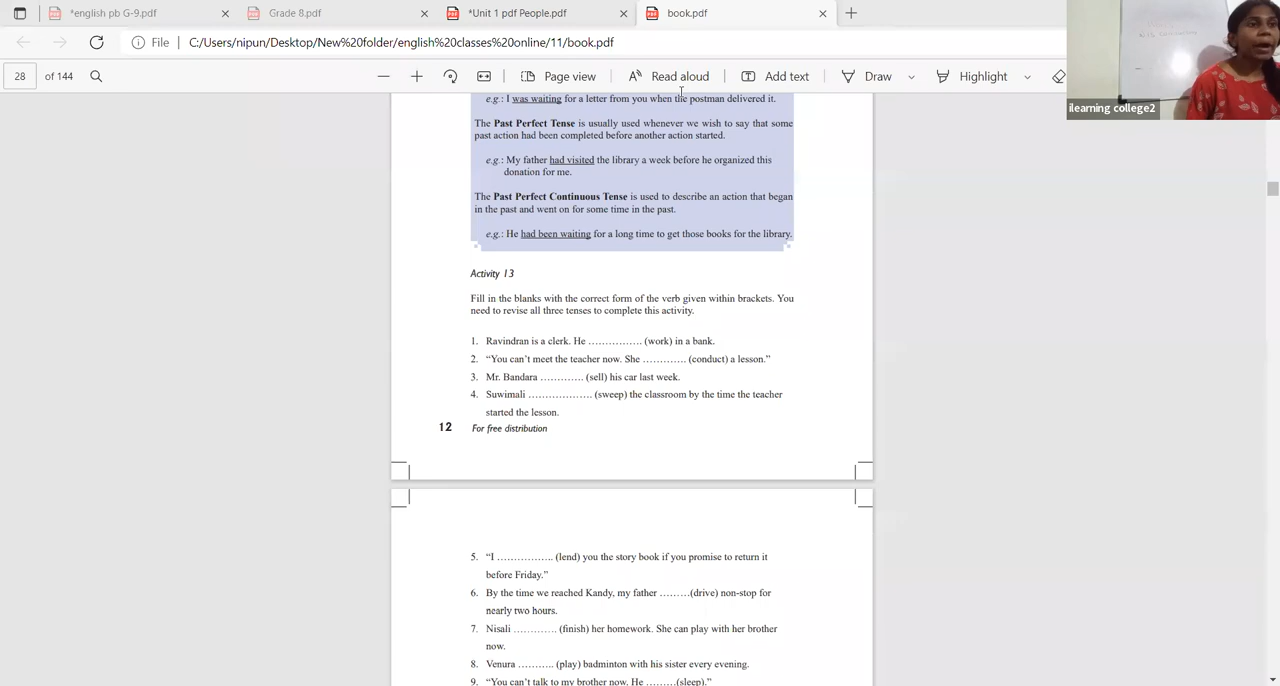 *english pb G-9.pdf
Grade 8.pdf
*Unit 1 pdf People.pdf
book.pdf
File
C:/Users/nipun/Desktop/New%20folder/english%20classes%20online/11/book.pdf
28 of 144
Page view
Read aloud
Add text
Draw
Highlight
ilearning college2
e.g.: I was waiting for a letter from you when the postman delivered it.
The Past Perfect Tense is usually used whenever we wish to say that some
past action had been completed before another action started.
e.g.: My father had visited the library a week before he organized this
donation for me.
The Past Perfect Continuous Tense is used to describe an action that began
in the past and went on for some time in the past.
e.g.: He had been waiting for a long time to get those books for the library.
Activity 13
Fill in the blanks with the correct form of the verb given within brackets. You
need to revise all three tenses to complete this activity.
1. Ravindran is a clerk. He ……………. (work) in a bank.
2. “You can’t meet the teacher now. She …………. (conduct) a lesson.”
3. Mr. Bandara …………. (sell) his car last week.
4. Suwimali ………………. (sweep) the classroom by the time the teacher
started the lesson.
12 For free distribution
5. “I …………….. (lend) you the story book if you promise to return it
before Friday.”
6. By the time we reached Kandy, my father ………(drive) non-stop for
nearly two hours.
7. Nisali …………. (finish) her homework. She can play with her brother
now.
8. Venura ……….. (play) badminton with his sister every evening.
9. “You can’t talk to my brother now. He ………(sleep).”